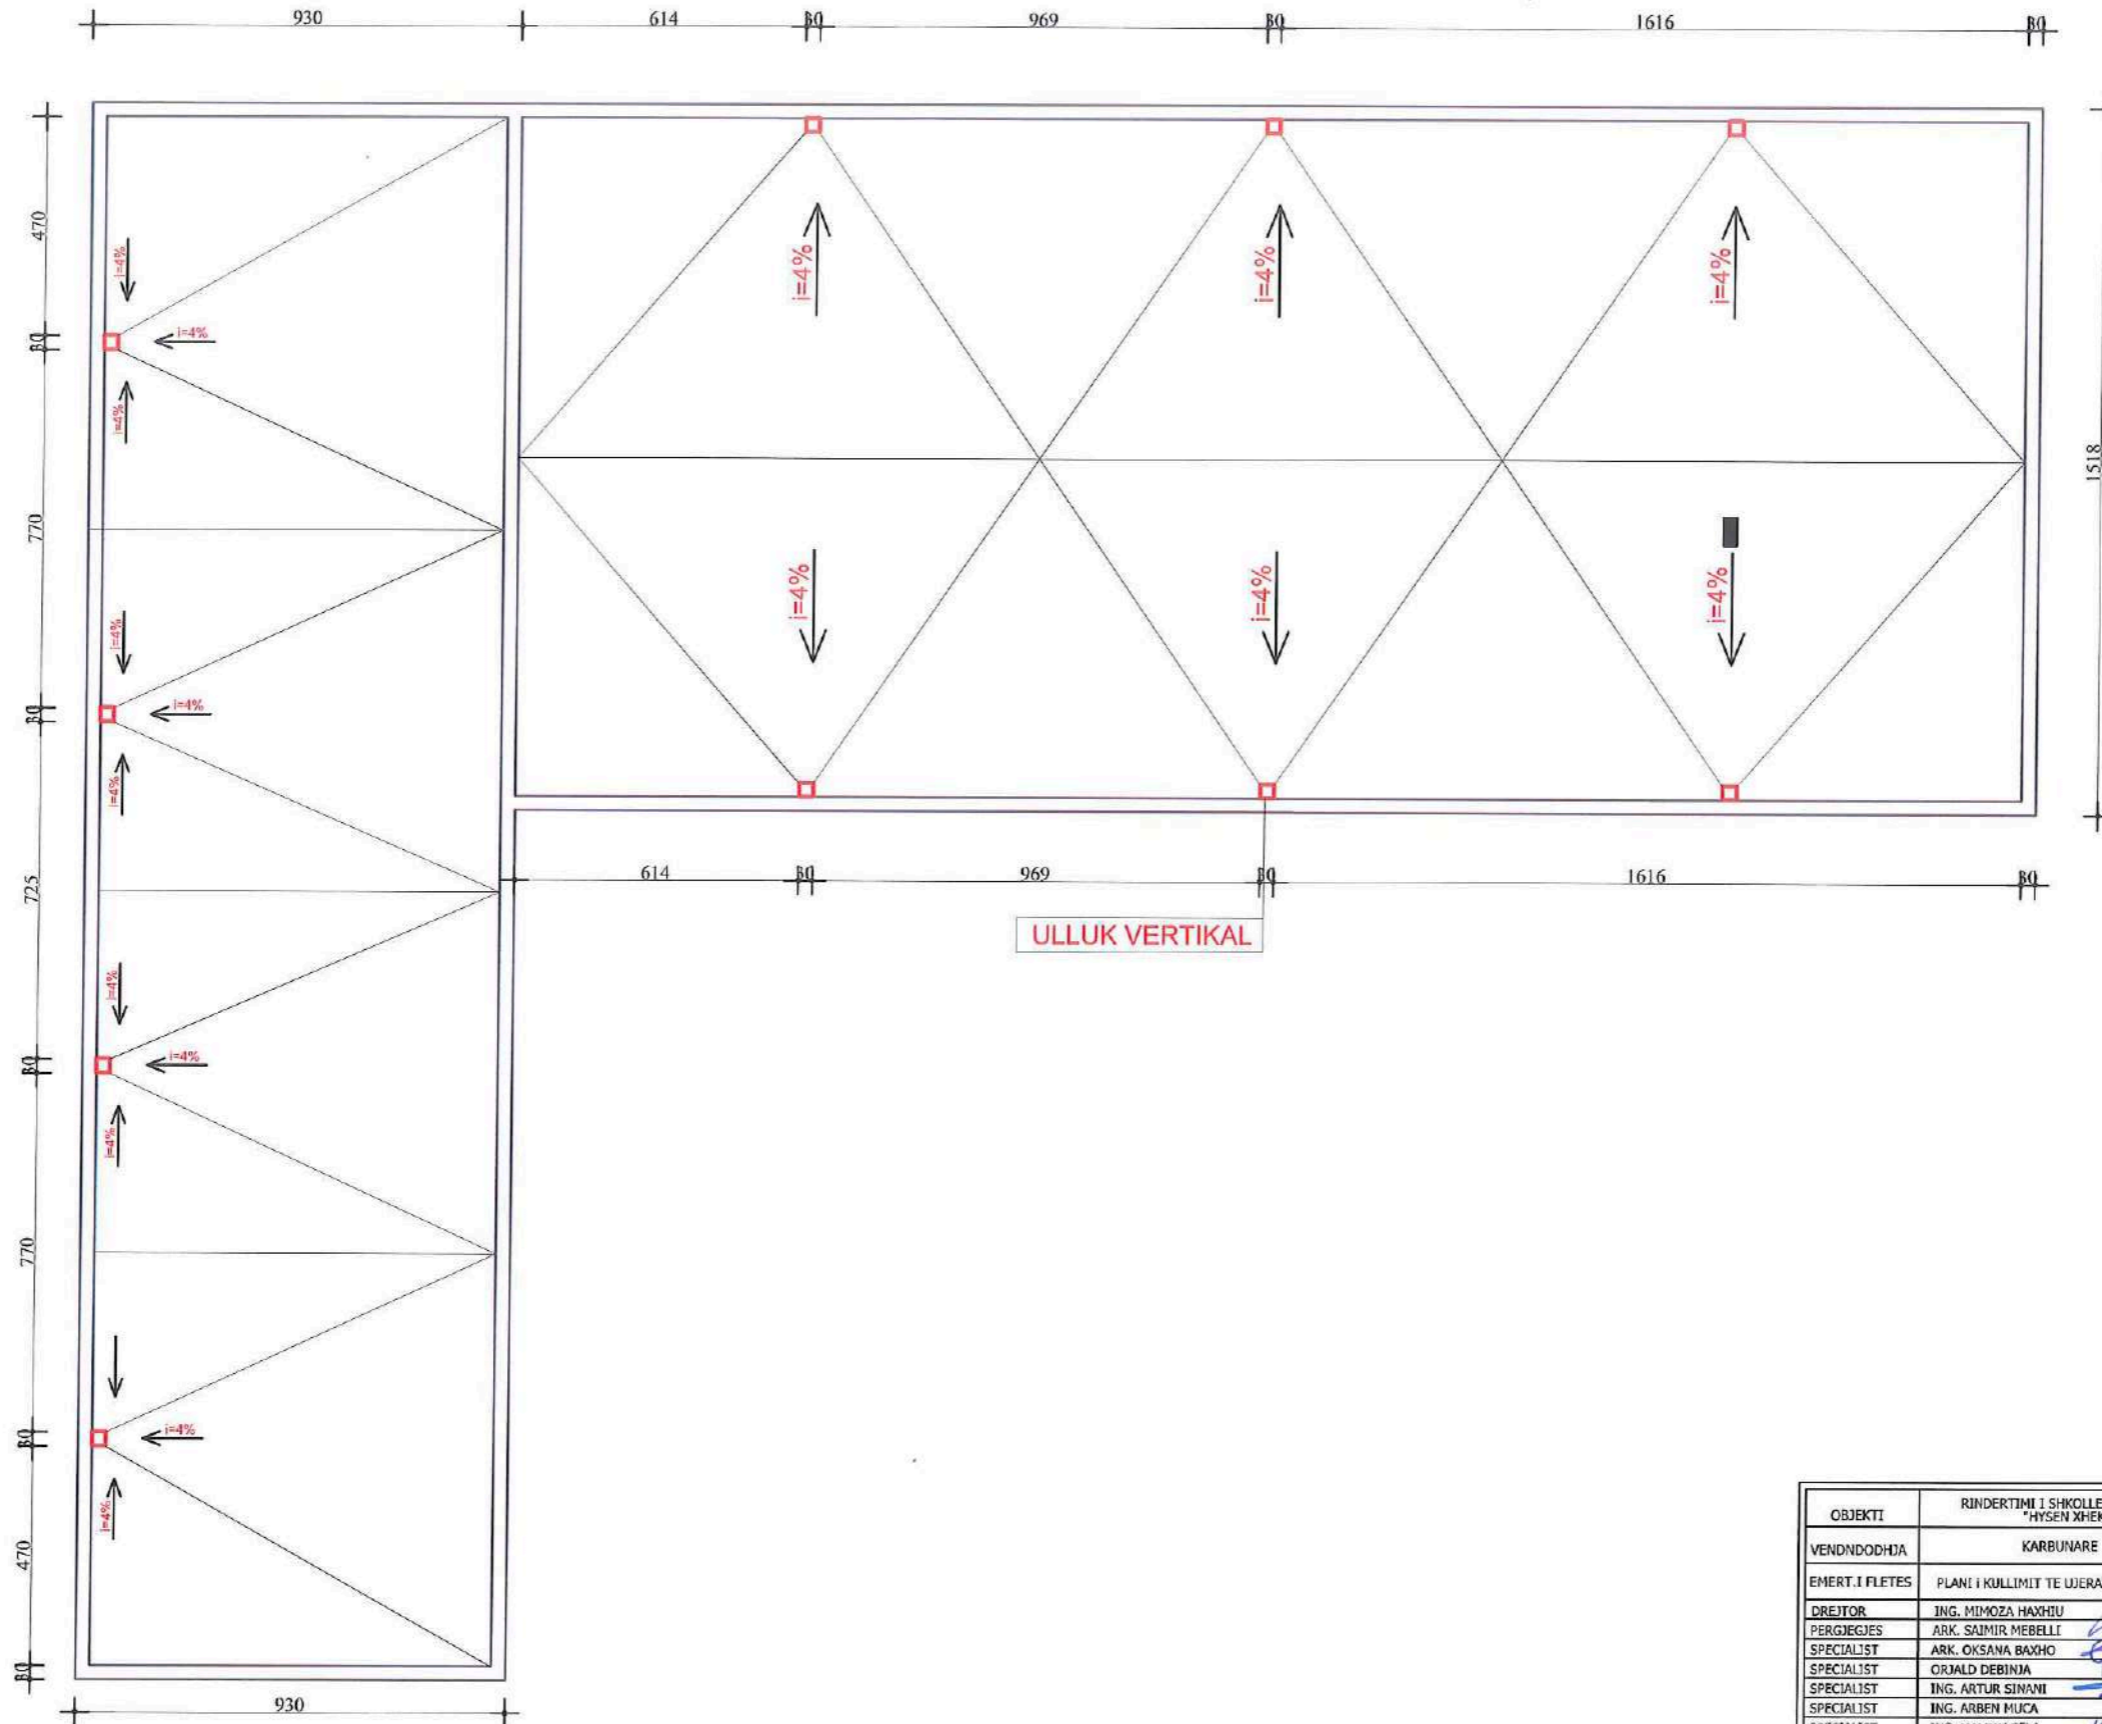 930 614 30 969 30 1616 30
470
30
770
30
725
30
770
30
470
30
1518
i=4% i=4% i=4%
i=4%
i=4%
i=4%
i=4% i=4% i=4%
i=4%
i=4%
i=4%
614 30 969 30 1616 30
ULLUK VERTIKAL
i=4%
i=4%
i=4%
i=4%
i=4%
930
OBJEKTI RINDERTIMI I SHKOLLE
"HYSEN
VENDNDODHJA KARBUNARE
EMERT.I FLETES PLANI i KULLIMIT TE UJERA
DREJTOR ING. MIMOZA HAXHIU
PERGJEGJES ARK. SAIMIR MEBELLI
SPECIALIST ARK. OKSANA BAXHO
SPECIALIST ORJALD DEBINJA
SPECIALIST ING. ARTUR SINANI
SPECIALIST ING. ARBEN MUCA